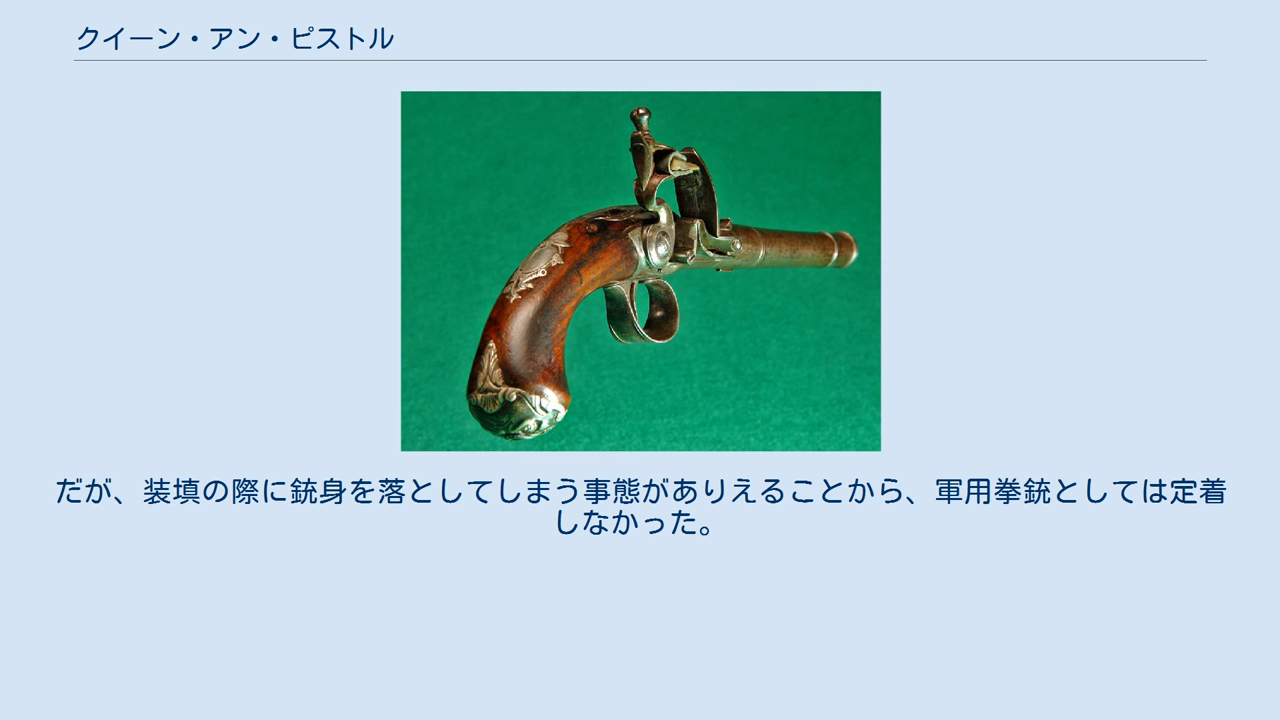 クイーン・アン・ピストル
だが、装填の際に銃身を落としてしまう事態がありえることから、軍用拳銃としては定着
しなかった。